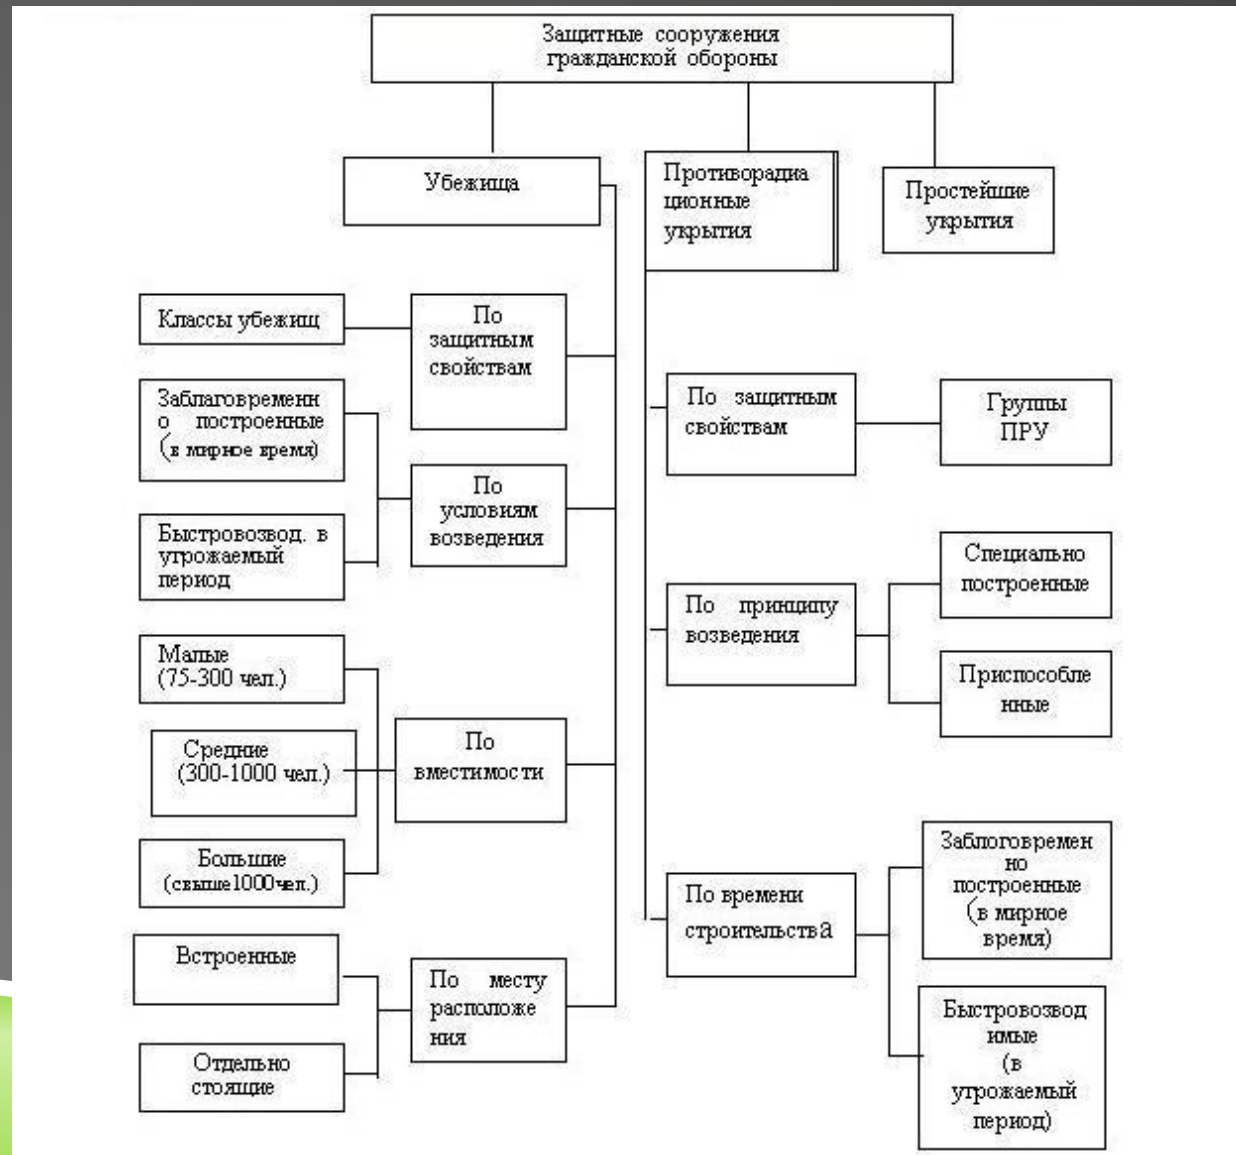 Защитные сооружения
гражданской обороны
Убежища
Противорадиа
ционные
укрытия
Простейшие
укрытия
Классы убежищ
По
защитным
свойствам
Заблаговременн
о построенные
(в мирное время)
По
условиям
возведения
Быстровозвод. в
угрожаемый
период
Малые
(75-300 чел.)
Средние
(300-1000 чел.)
По
вместимости
Большие
(свыше1000чел.)
Встроенные
По месту
расположе
ния
Отдельно
стоящие
По защитным
свойствам
Группы
ПРУ
По принципу
возведения
Специально
построенные
Приспособле
нные
По времени
строительства
Заблоговремен
но
построенные
(в мирное
время)
Быстровозвод
имые
(в
угрожаемый
период)